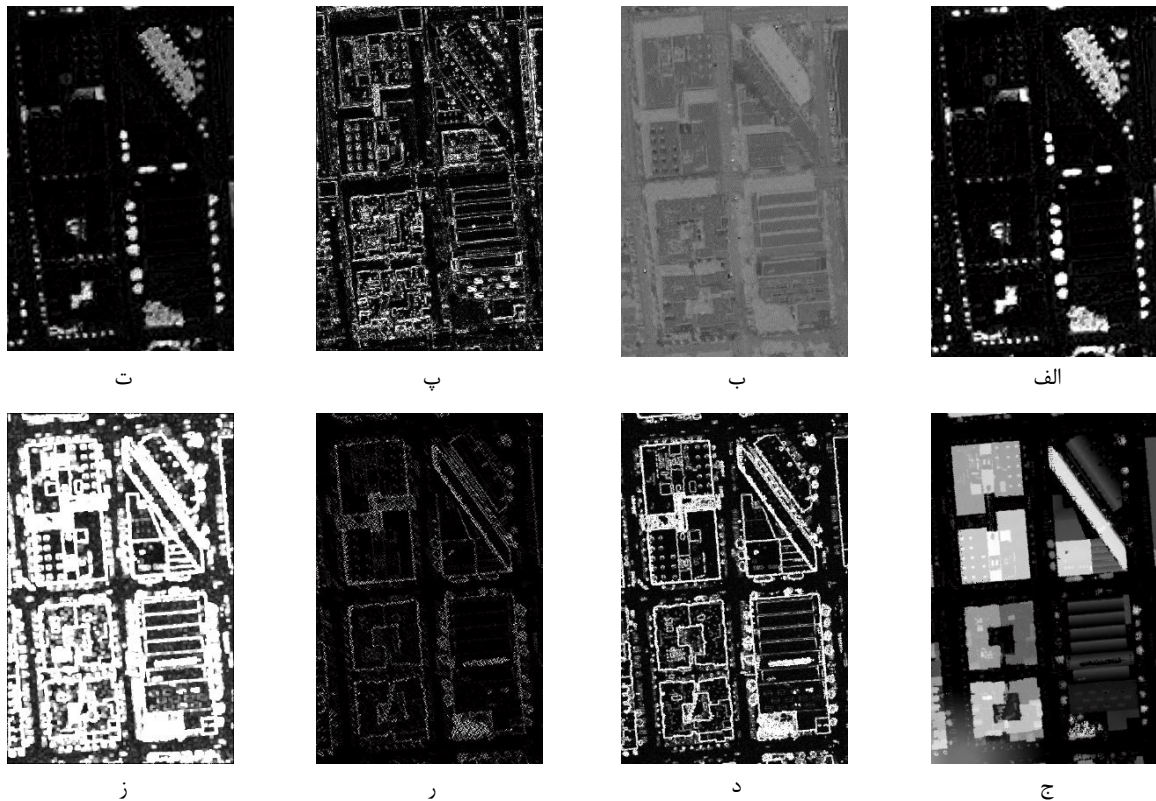 الف ب پ ت
ج د ر ز